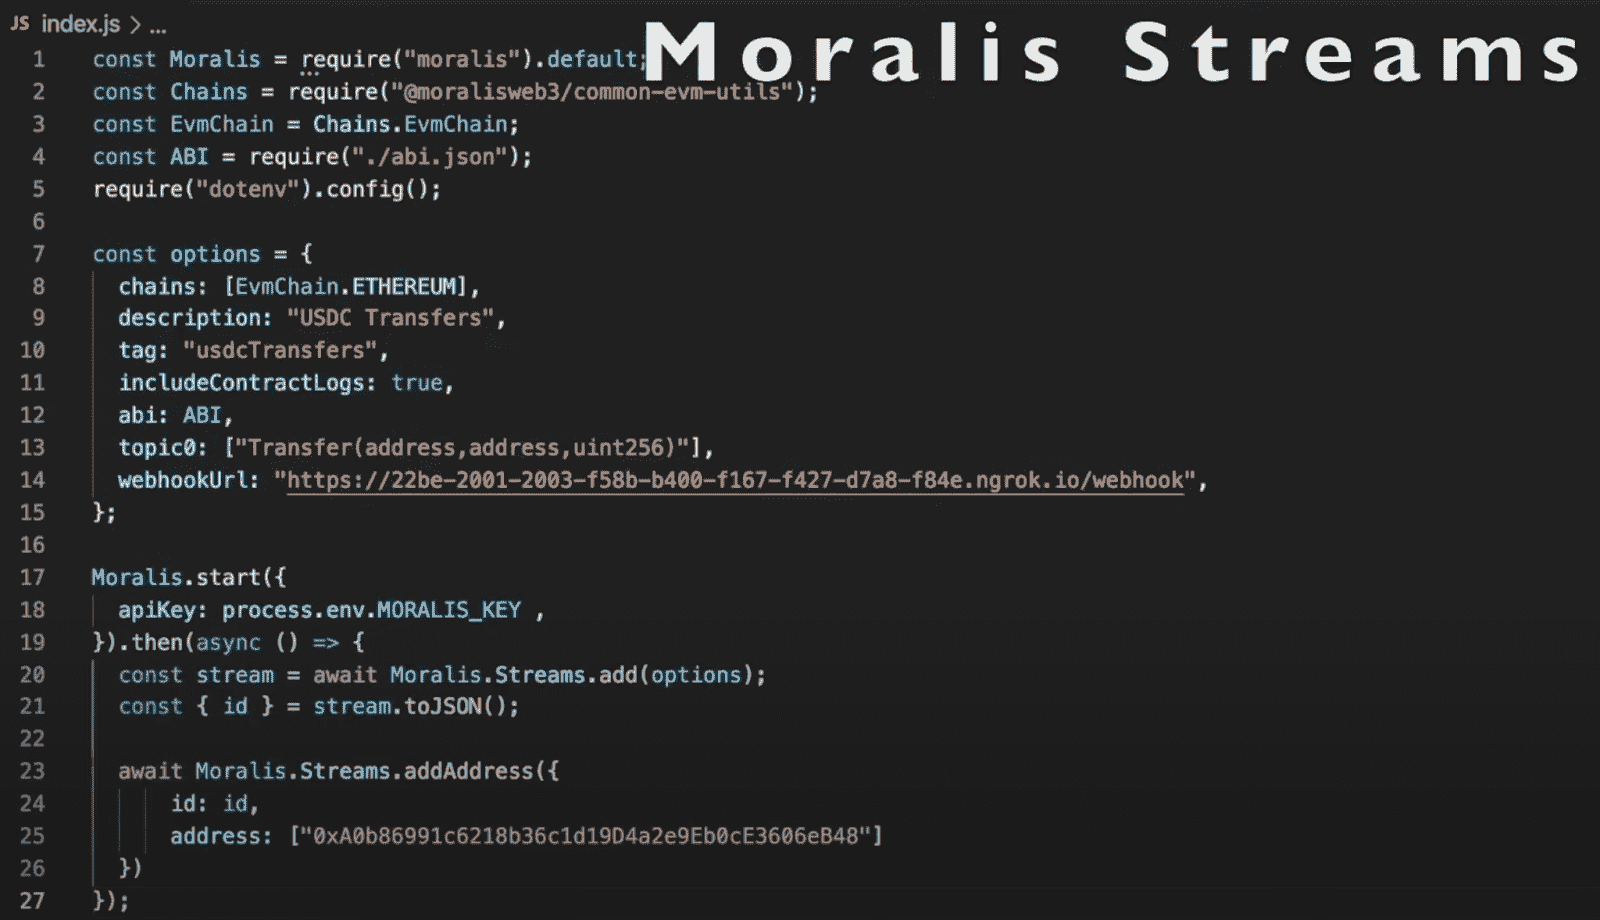 JS index.js > ...
Moralis Streams
1 const Moralis = require("moralis").default;
2 const Chains = require("@moralisweb3/common-evm-utils");
3 const EvmChain = Chains.EvmChain;
4 const ABI = require("./abi.json");
5 require("dotenv").config();
6
7 const options = {
8 chains: [EvmChain.ETHEREUM],
9 description: "USDC Transfers",
10 tag: "usdcTransfers",
11 includeContractLogs: true,
12 abi: ABI,
13 topic0: ["Transfer(address,address,uint256)"],
14 webhookUrl: "https://22be-2001-2003-f58b-b400-f167-f427-d7a8-f84e.ngrok.io/webhook",
15 };
16
17 Moralis.start({
18 apiKey: process.env.MORALIS_KEY ,
19 }).then(async () => {
20 const stream = await Moralis.Streams.add(options);
21 const { id } = stream.toJSON();
22
23 await Moralis.Streams.addAddress({
24 id: id,
25 address: ["0xA0b86991c6218b36c1d19D4a2e9Eb0cE3606eB48"]
26 })
27 });